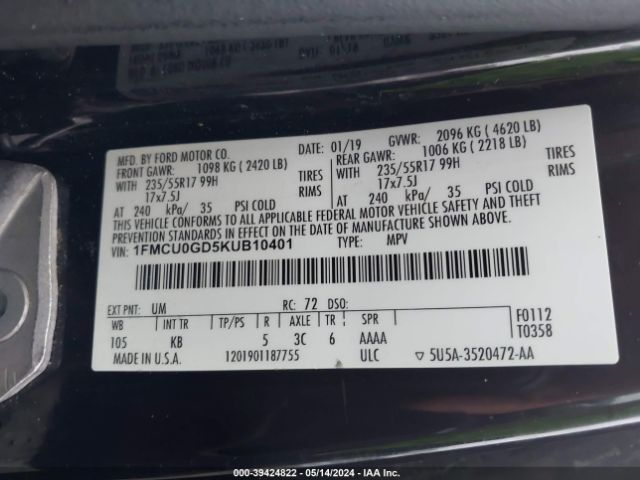 MFD. BY FORD MOTOR CO. DATE: 01/19 GVWR: 2096 KG ( 4620 LB)
FRONT GAWR: 1098 KG ( 2420 LB) REAR GAWR: 1006 KG ( 2218 LB)
WITH 235/55R17 99H TIRES WITH 235/55R17 99H TIRES
17x7.5J RIMS 17x7.5J RIMS
AT 240 kPa/ 35 PSI COLD AT 240 kPa/ 35 PSI COLD
THIS VEHICLE CONFORMS TO ALL APPLICABLE FEDERAL MOTOR VEHICLE SAFETY AND THEFT
PREVENTION STANDARDS IN EFFECT ON THE DATE OF MANUFACTURE SHOWN ABOVE.
VIN: 1FMCU0GD5KUB10401 TYPE: MPV
EXT PNT: UM RC: 72 DSO:
WB INT TR TP/PS R AXLE TR SPR F0112
105 KB 5 3C 6 AAAA T0358
MADE IN U.S.A. 1201901187755 ULC ▽ 5U5A-3520472-AA
0-39424822 - 05/14/2024 - IAA Inc.